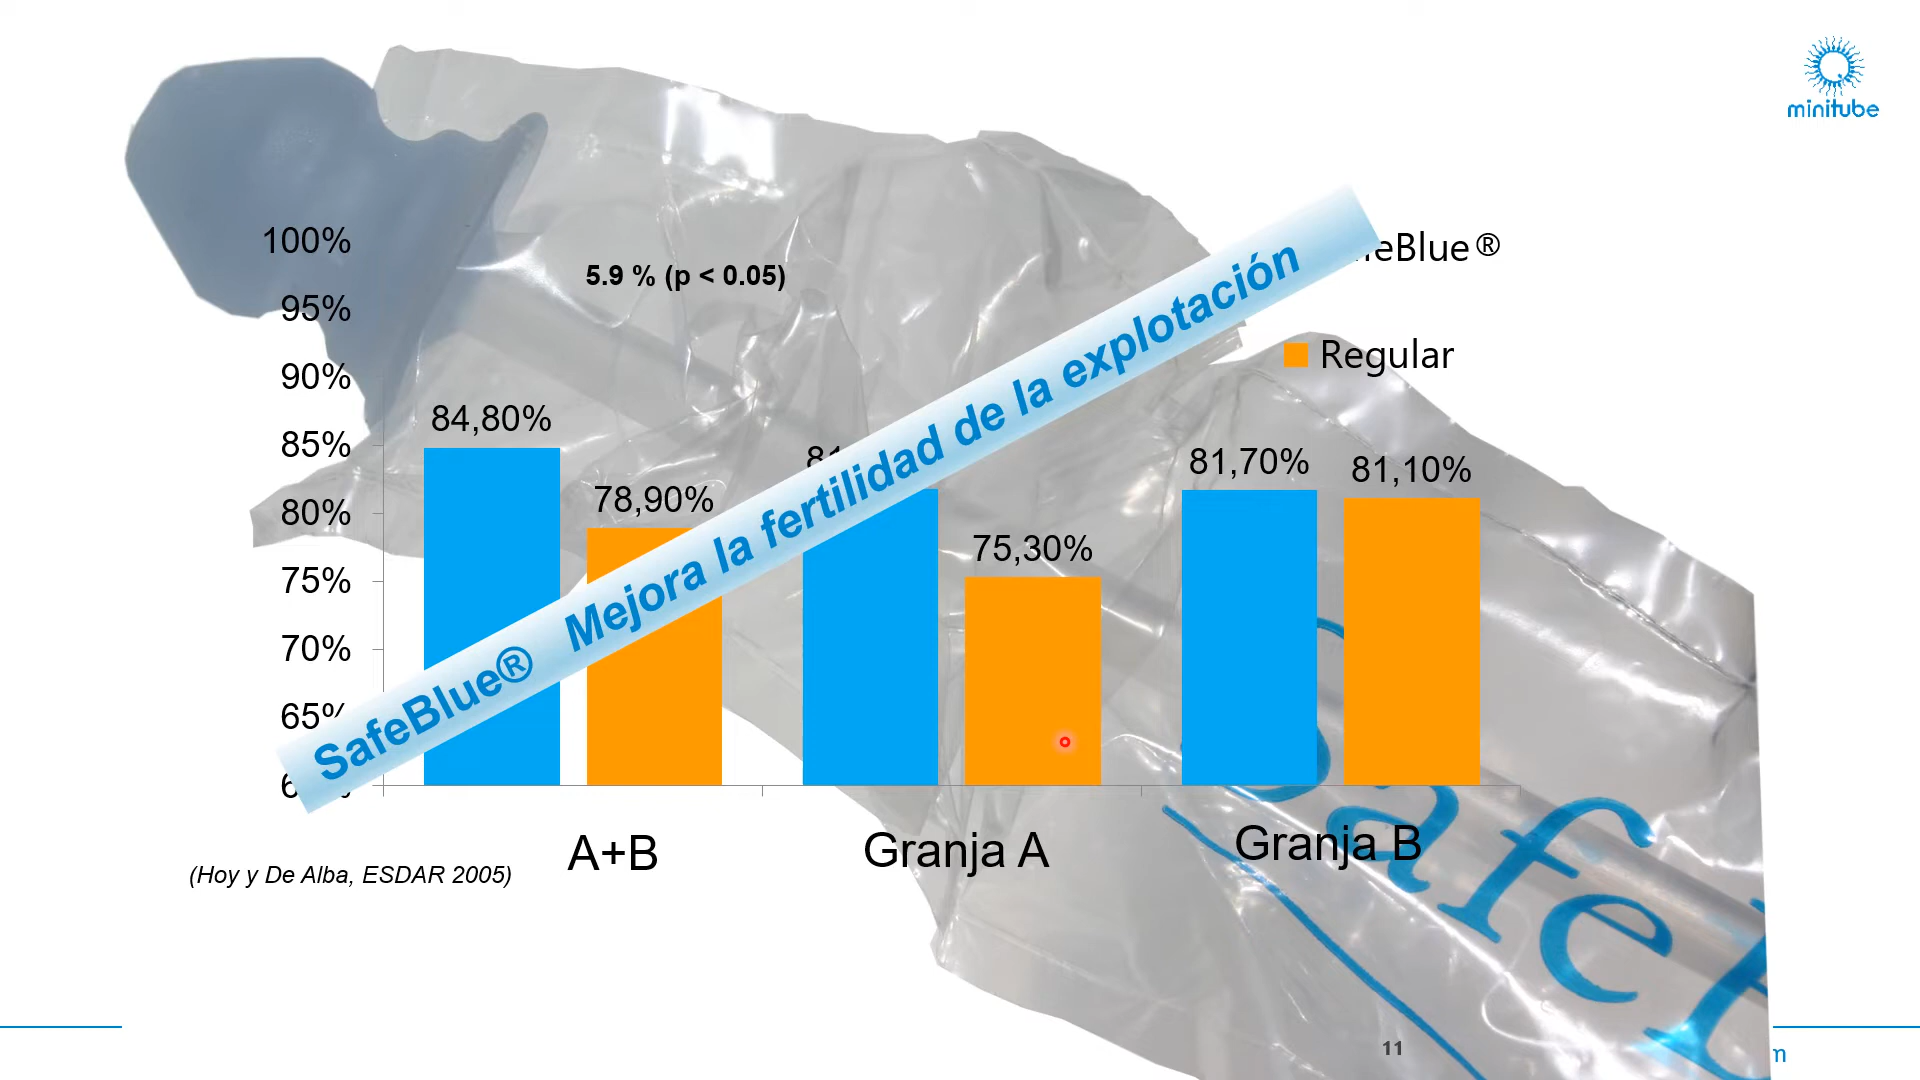 minitube
100%
95%
90%
85%
80%
75%
70%
65%
5.9 % (p < 0.05)
eBlue®
Regular
84,80%
78,90%
75,30%
81,70%
81,10%
SafeBlue® Mejora la fertilidad de la explotación
A+B
Granja A
Granja B
(Hoy y De Alba, ESDAR 2005)
Safe
11